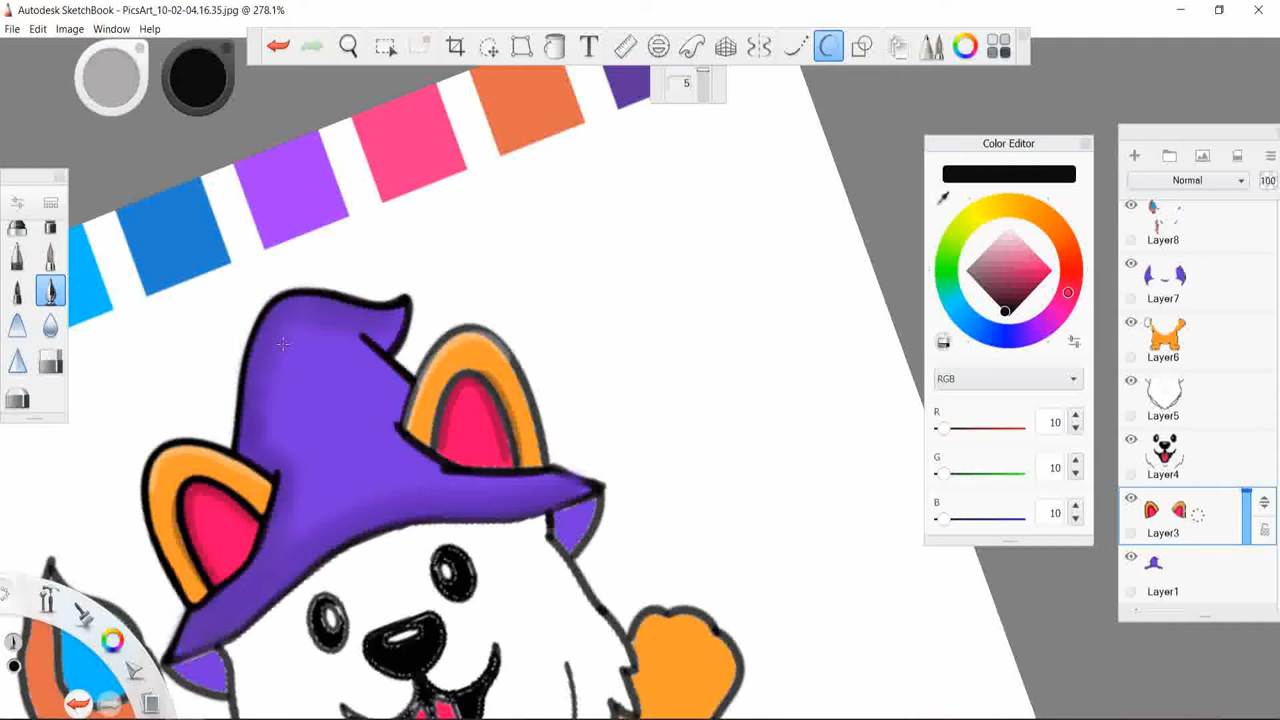 Autodesk SketchBook - PicsArt_10-02-04.16.35.jpg @ 278.1%
File Edit Image Window Help
T
5
Color Editor
Normal
100
Layer8
Layer7
RGB
Layer6
R 10
Layer5
G 10
Layer4
B 10
Layer3
Layer1